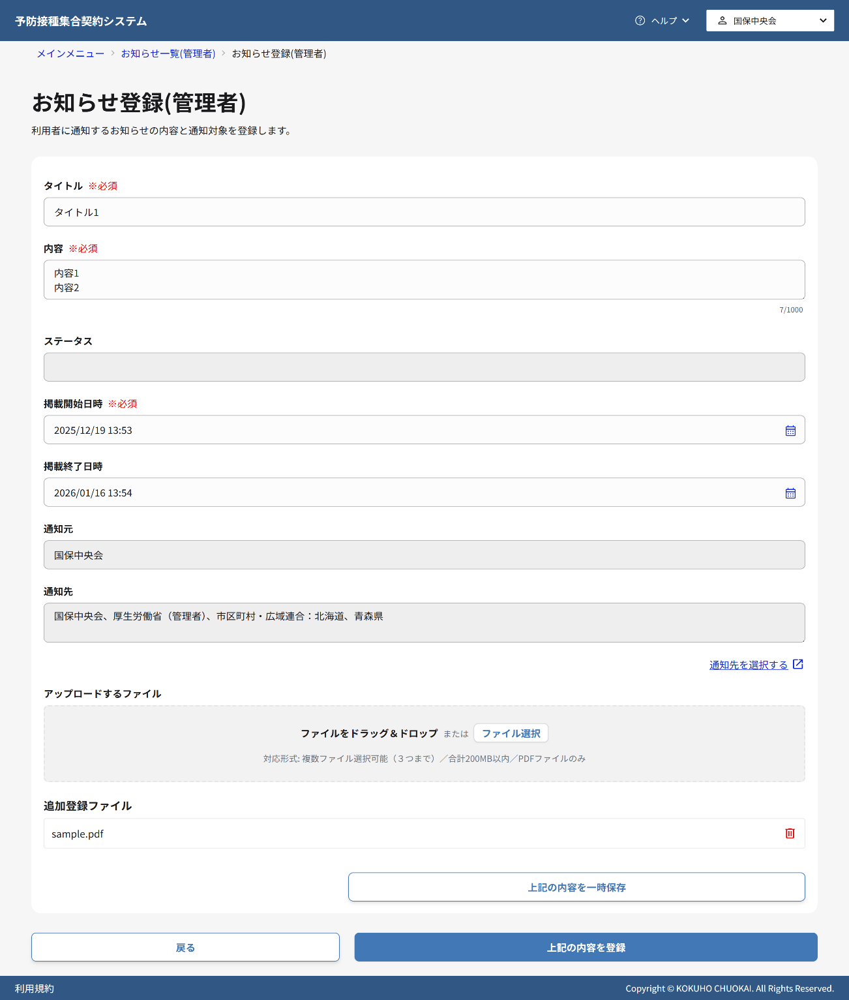 予防接種集合契約システム
ヘルプ
国保中央会
メインメニュー > お知らせ一覧(管理者) > お知らせ登録(管理者)
お知らせ登録(管理者)
利用者に通知するお知らせの内容と通知対象を登録します。
タイトル ※必須
タイトル1
内容 ※必須
内容1
内容2
7/1000
ステータス
掲載開始日時 ※必須
2025/12/19 13:53
掲載終了日時
2026/01/16 13:54
通知元
国保中央会
通知先
国保中央会、厚生労働省（管理者）、市区町村・広域連合：北海道、青森県
通知先を選択する
アップロードするファイル
ファイルをドラッグ＆ドロップ または ファイル選択
対応形式: 複数ファイル選択可能（３つまで）／合計200MB以内／PDFファイルのみ
追加登録ファイル
sample.pdf
上記の内容を一時保存
戻る
上記の内容を登録
利用規約
Copyright © KOKUHO CHUOKAI. All Rights Reserved.